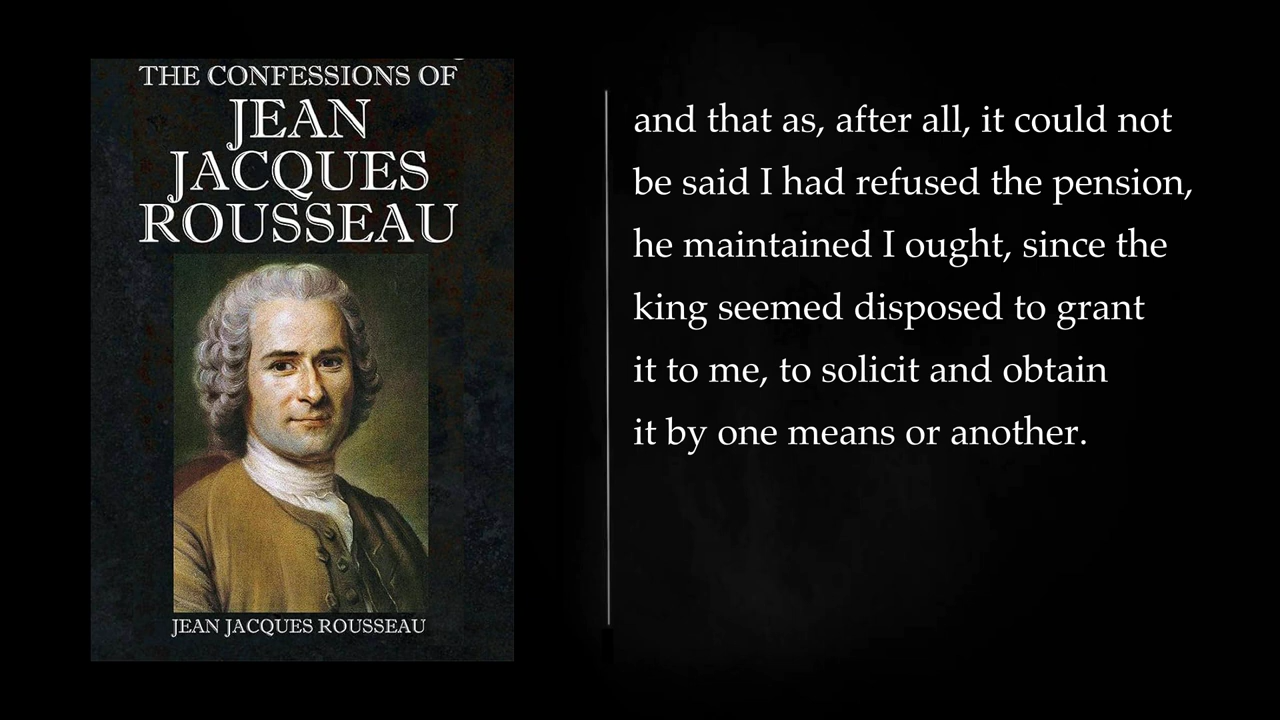 THE CONFESSIONS OF
JEAN
JACQUES
ROUSSEAU
JEAN JACQUES ROUSSEAU
and that as, after all, it could not
be said I had refused the pension,
he maintained I ought, since the
king seemed disposed to grant
it to me, to solicit and obtain
it by one means or another.